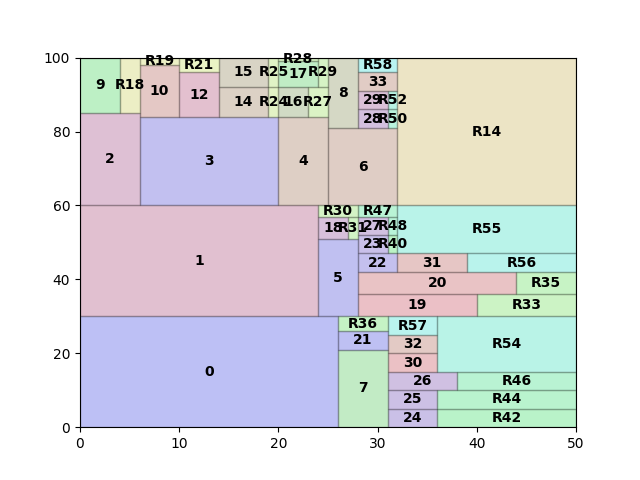 100
80
60
40
20
0
0 10 20 30 40 50
R19 R21 R28 R58
9 R18 15 R25 17 R29 33
10 12 8 29 R52
14 R24 16 R27 28 R50
R14
2 3 4 6
R30 R47
18 R31 27 R48 R55
23 R40
1 22 31 R56
5 20 R35
19 R33
R36 R57
21 32 R54
0 30
7 26 R46
25 R44
24 R42